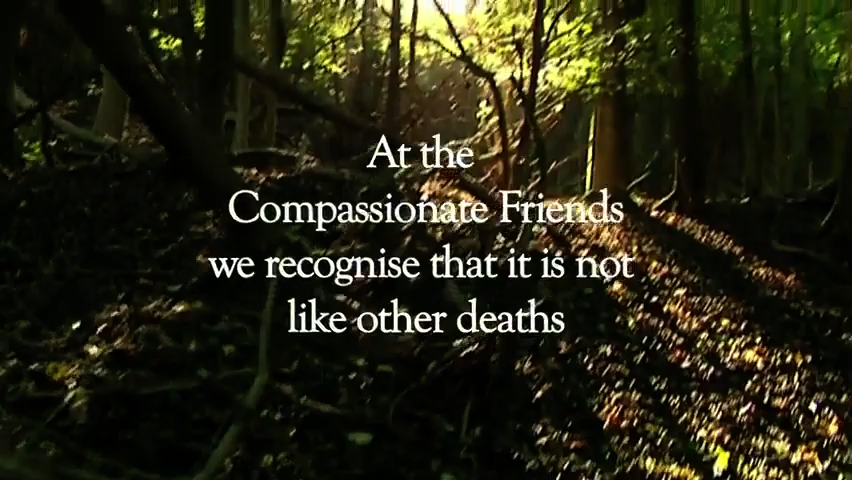 At the
Compassionate Friends
we recognise that it is not
like other deaths